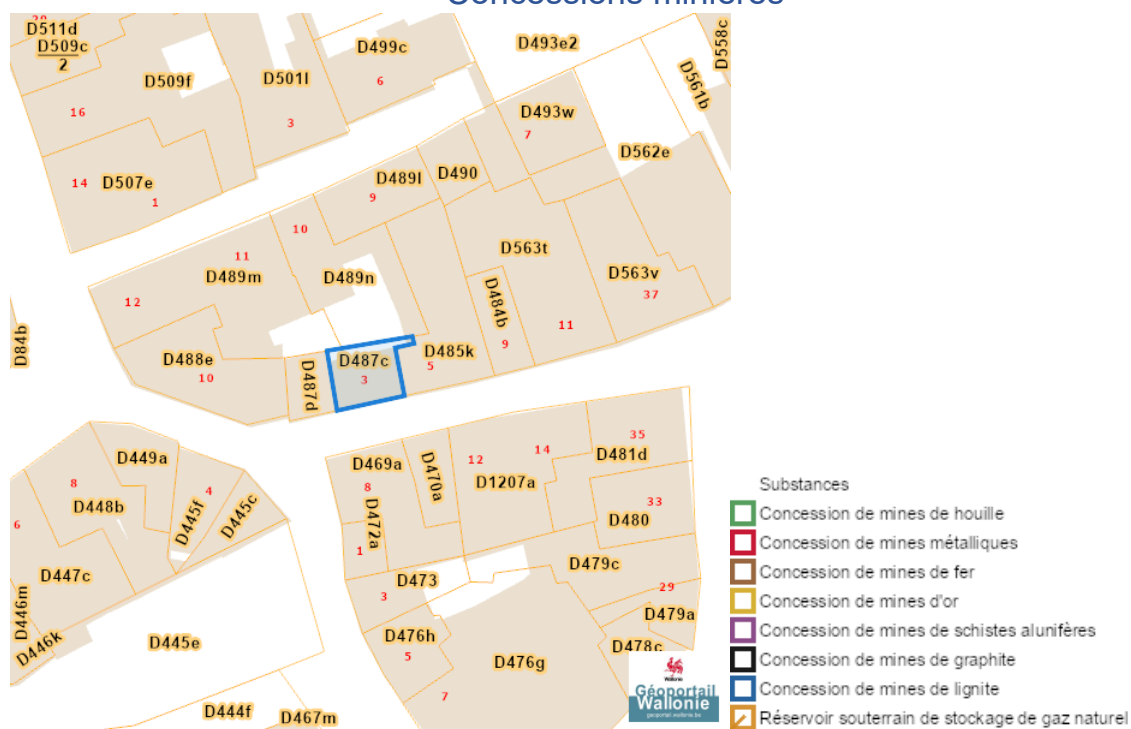 Concessions minières
20
D511d
D509c
2
D509f
D501l
D499c
6
D493e2
D558c
D561b
16
3
D493w
7
D562e
14
D507e
1
D489l
9
D490
10
11
D489m
D489n
D563t
D563v
37
12
D484b
9
11
D84b
D488e
10
D487d
D487c
3
D485k
5
D449a
8
D448b
4
D445f
D445c
6
D447c
D446m
D446k
D445e
D444f
D467m
D469a
8
D470a
12
14
D1207a
35
D481d
D472a
1
33
D480
D473
3
D479c
29
D479a
D476h
5
D478c
D476g
7
Wallonie
Géoportail
Wallonie
geoportail.wallonie.be
Substances
Concession de mines de houille
Concession de mines métalliques
Concession de mines de fer
Concession de mines d'or
Concession de mines de schistes alunifères
Concession de mines de graphite
Concession de mines de lignite
Réservoir souterrain de stockage de gaz naturel